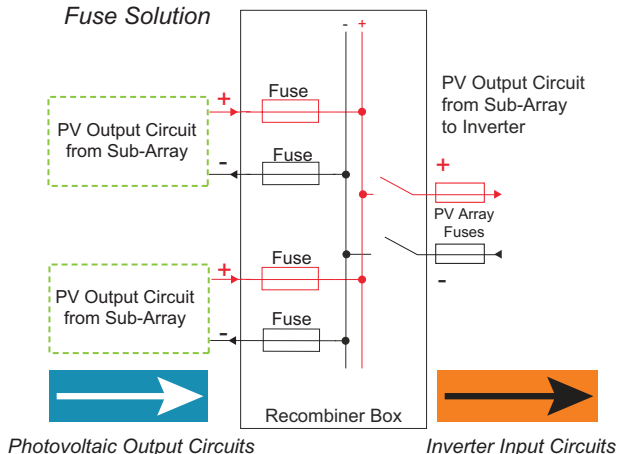 Fuse Solution
- +
Fuse
+
PV Output Circuit
from Sub-Array
-
Fuse
PV Output Circuit
from Sub-Array
to Inverter
+
PV Array
Fuses
-
Fuse
+
PV Output Circuit
from Sub-Array
-
Fuse
Recombiner Box
Photovoltaic Output Circuits
Inverter Input Circuits